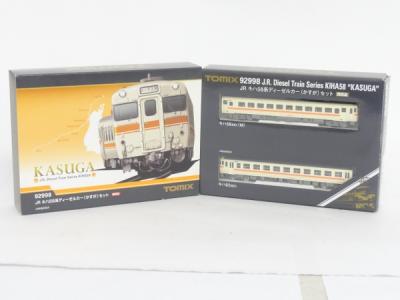 KASUGA
J.R. Diesel Train Series KIHA58
92998
JR キハ58系ディーゼルカー(かすが)セット
TOMIX
TOMIX 92998 J.R. Diesel Train Series KIHA58 "KASUGA"
JR キハ58系ディーゼルカー(かすが)セット